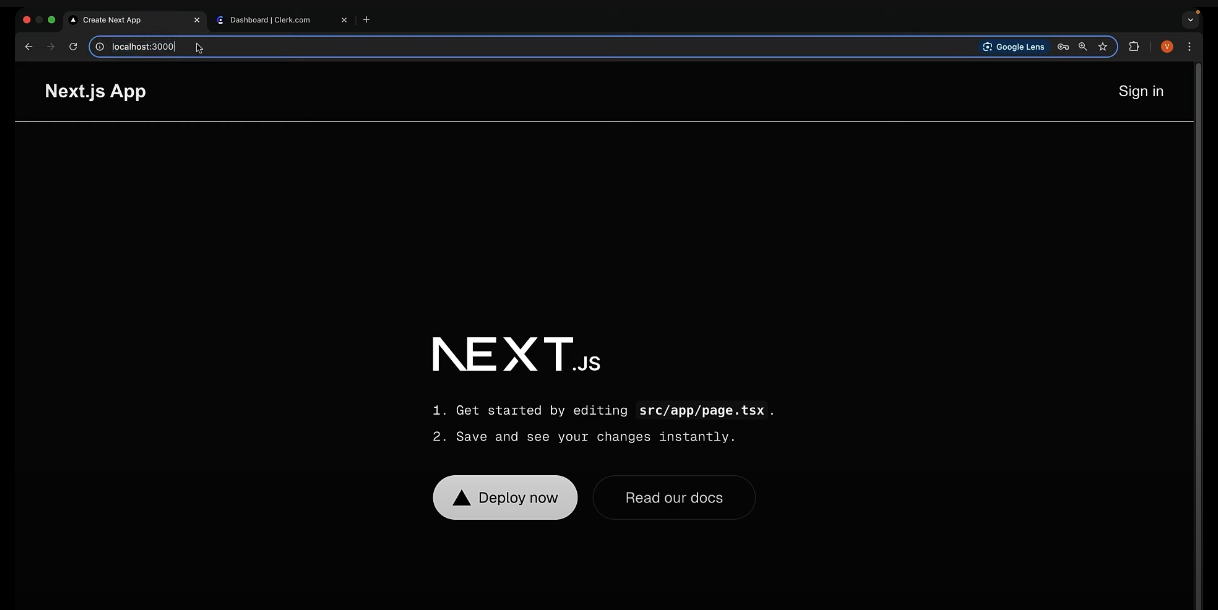 Create Next App
Dashboard | Clerk.com
localhost:3000
Google Lens
V
Next.js App
Sign in
NEXT.JS
1. Get started by editing src/app/page.tsx.
2. Save and see your changes instantly.
Deploy now
Read our docs